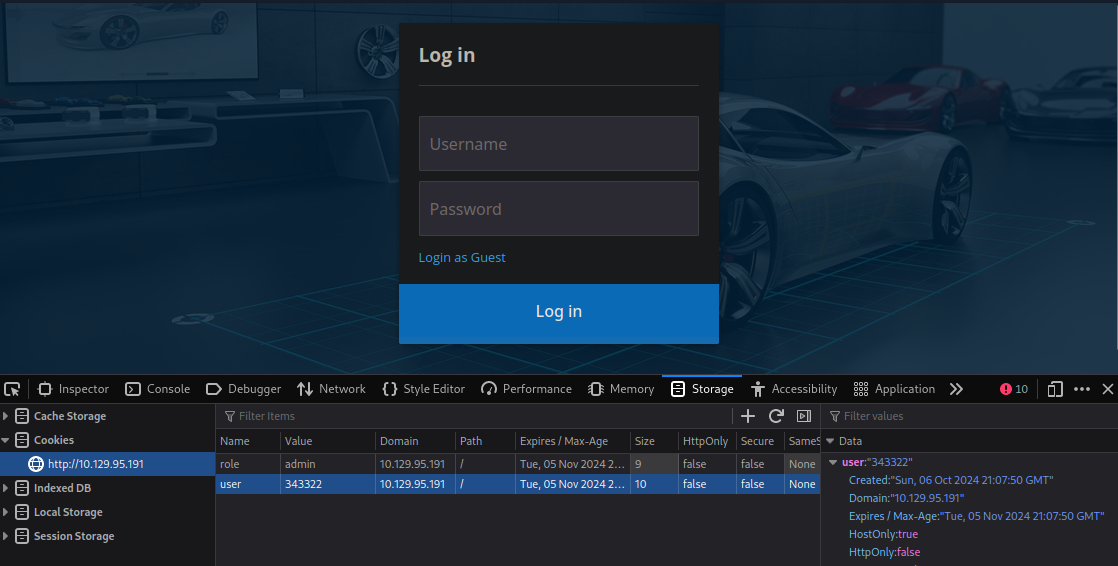 Log in
Username
Password
Login as Guest
Log in
Inspector Console Debugger Network Style Editor Performance Memory Storage Accessibility Application 10
Cache Storage
Cookies
http://10.129.95.191
Indexed DB
Local Storage
Session Storage
Filter Items
Name Value Domain Path Expires / Max-Age Size HttpOnly Secure SameS
role admin 10.129.95.191 / Tue, 05 Nov 2024 2... 9 false false None
user 343322 10.129.95.191 / Tue, 05 Nov 2024 2... 10 false false None
Filter values
Data
user:"343322"
Created:"Sun, 06 Oct 2024 21:07:50 GMT"
Domain:"10.129.95.191"
Expires / Max-Age:"Tue, 05 Nov 2024 21:07:50 GMT"
HostOnly:true
HttpOnly:false